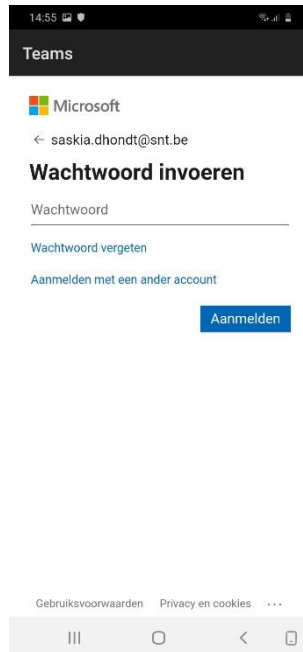 14:55
Teams
Microsoft
← saskia.dhondt@snt.be
Wachtwoord invoeren
Wachtwoord
Wachtwoord vergeten
Aanmelden met een ander account
Aanmelden
Gebruiksvoorwaarden Privacy en cookies ...